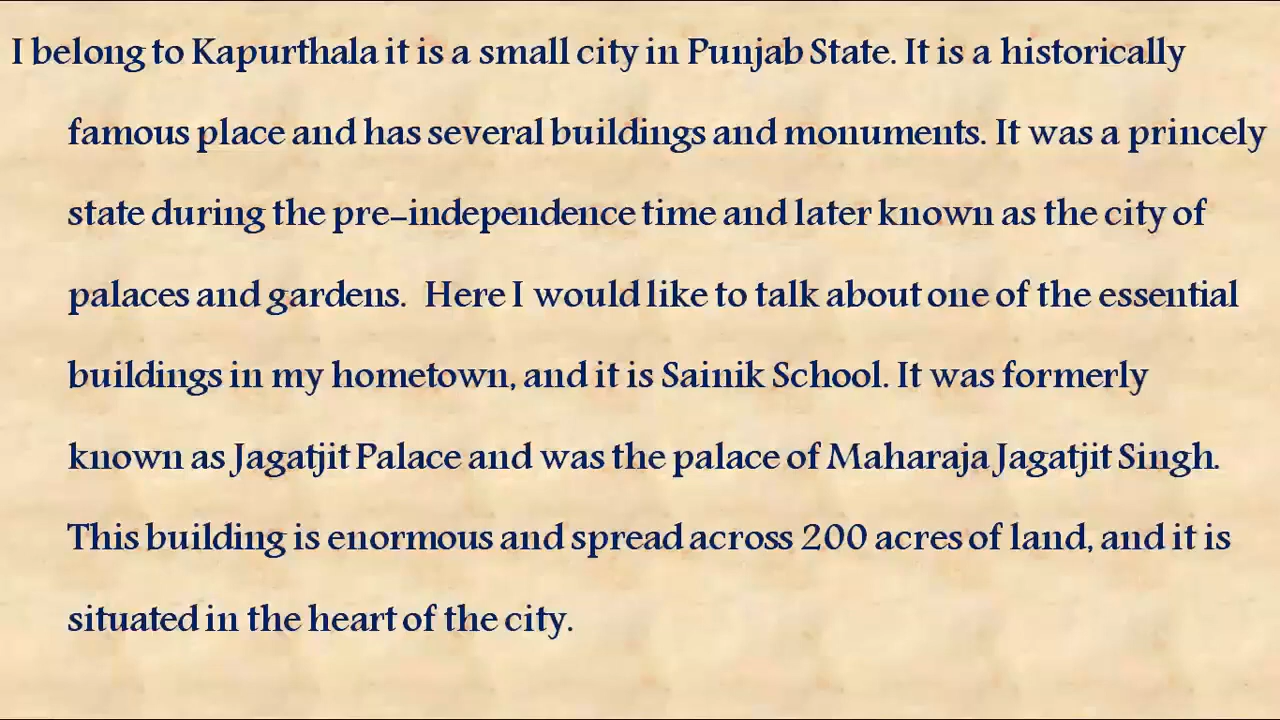 I belong to Kapurthala it is a small city in Punjab State. It is a historically
famous place and has several buildings and monuments. It was a princely
state during the pre-independence time and later known as the city of
palaces and gardens.  Here I would like to talk about one of the essential
buildings in my hometown, and it is Sainik School. It was formerly
known as Jagatjit Palace and was the palace of Maharaja Jagatjit Singh.
This building is enormous and spread across 200 acres of land, and it is
situated in the heart of the city.